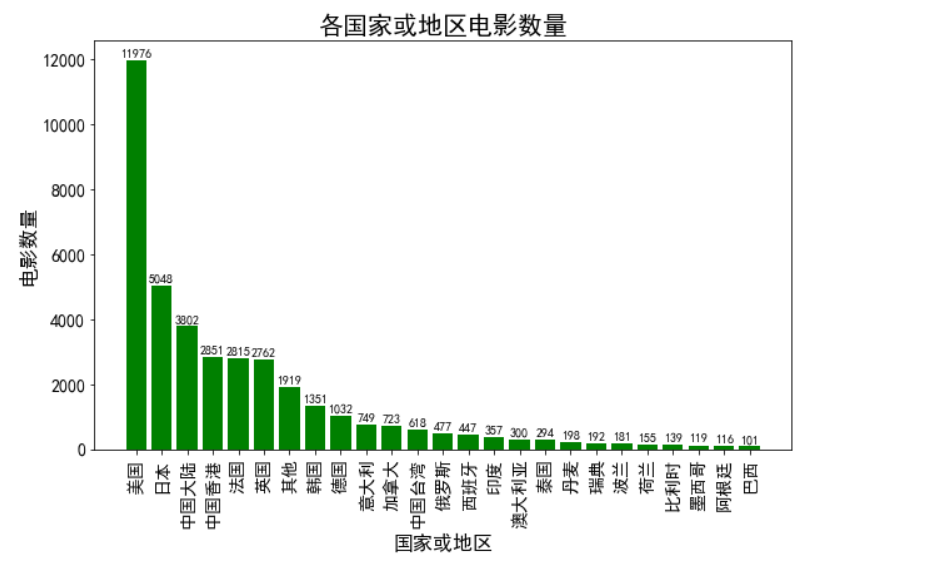 各国家或地区电影数量
电影数量
12000
10000
8000
6000
4000
2000
0
11976
5048
3802
2851
2815
2762
1919
1351
1032
749
723
618
477
447
357
300
294
198
192
181
155
139
119
116
101
美国
日本
中国大陆
中国香港
法国
英国
其他
韩国
德国
意大利
加拿大
中国台湾
俄罗斯
西班牙
印度
澳大利亚
泰国
丹麦
瑞典
波兰
荷兰
比利时
墨西哥
阿根廷
巴西
国家或地区